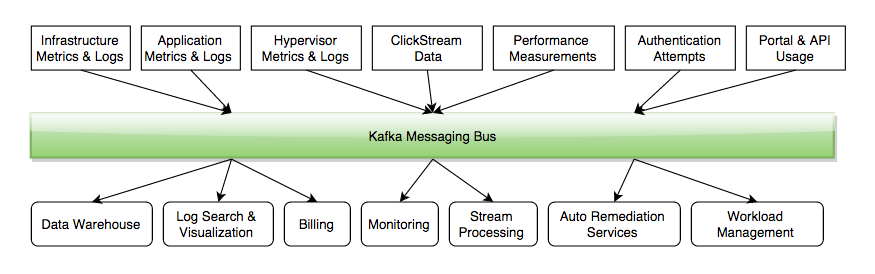 Infrastructure
Metrics & Logs
Application
Metrics & Logs
Hypervisor
Metrics & Logs
ClickStream
Data
Performance
Measurements
Authentication
Attempts
Portal & API
Usage
Kafka Messaging Bus
Data Warehouse
Log Search &
Visualization
Billing
Monitoring
Stream
Processing
Auto Remediation
Services
Workload
Management